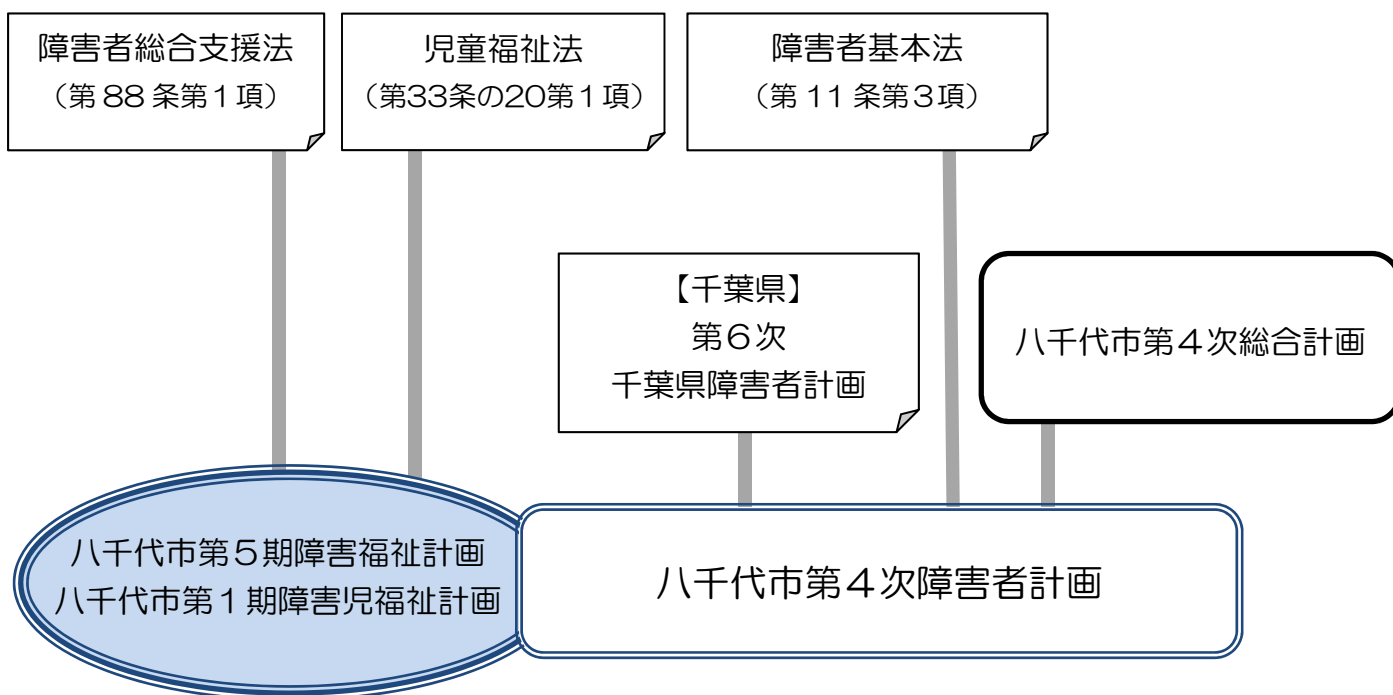 障害者総合支援法
（第 88 条第１項）
児童福祉法
（第33条の20第１項）
障害者基本法
（第 11 条第３項）
【千葉県】
第６次
千葉県障害者計画
八千代市第４次総合計画
八千代市第５期障害福祉計画
八千代市第１期障害児福祉計画
八千代市第４次障害者計画